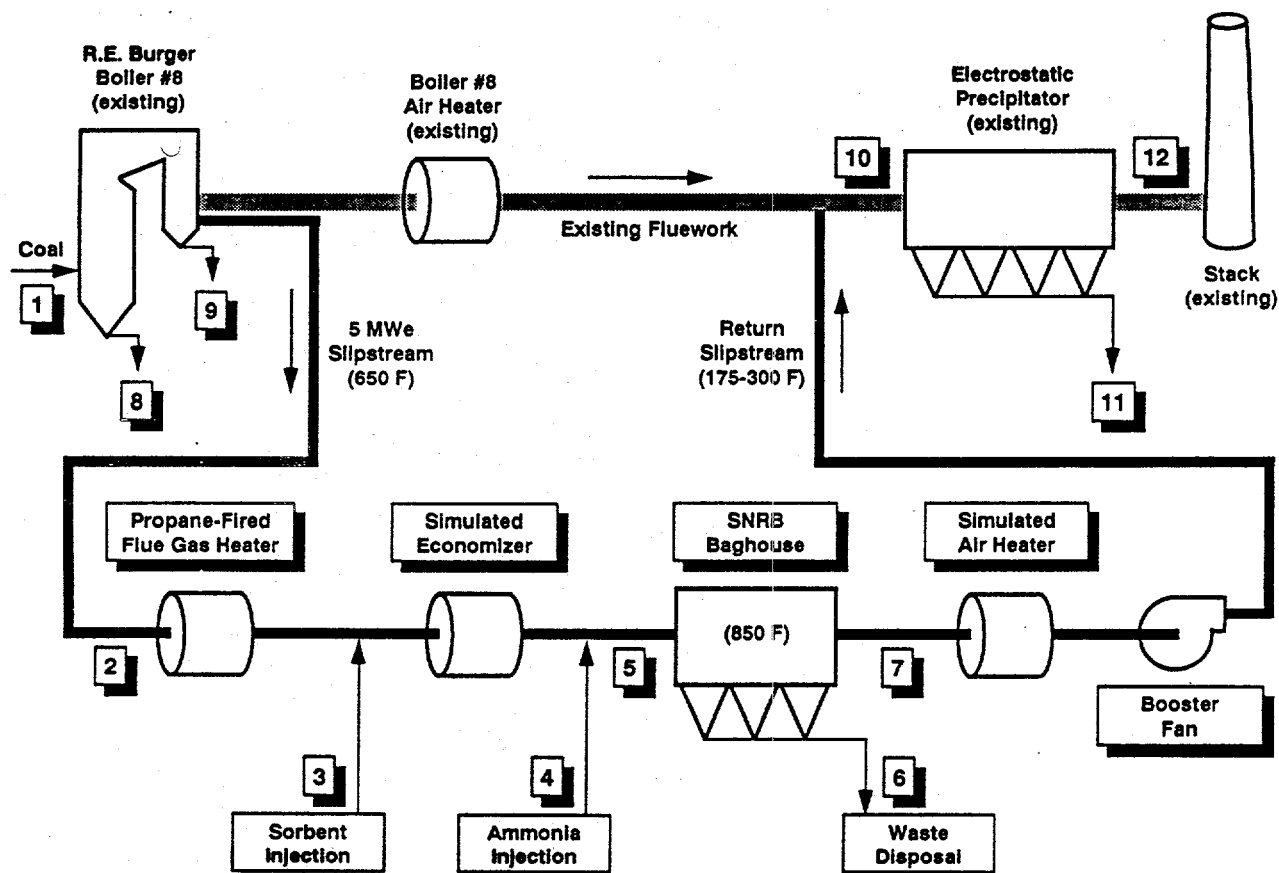 R.E. Burger
Boiler #8
(existing)
Boiler #8
Air Heater
(existing)
Electrostatic
Precipitator
(existing)
10
12
Coal
1
Existing Fluework
Stack
(existing)
9
8
5 MWe
Slipstream
(650 F)
Return
Slipstream
(175-300 F)
11
Propane-Fired
Flue Gas Heater
Simulated
Economizer
SNRB
Baghouse
Simulated
Air Heater
(850 F)
2
5
7
Booster
Fan
3
4
6
Sorbent
Injection
Ammonia
Injection
Waste
Disposal